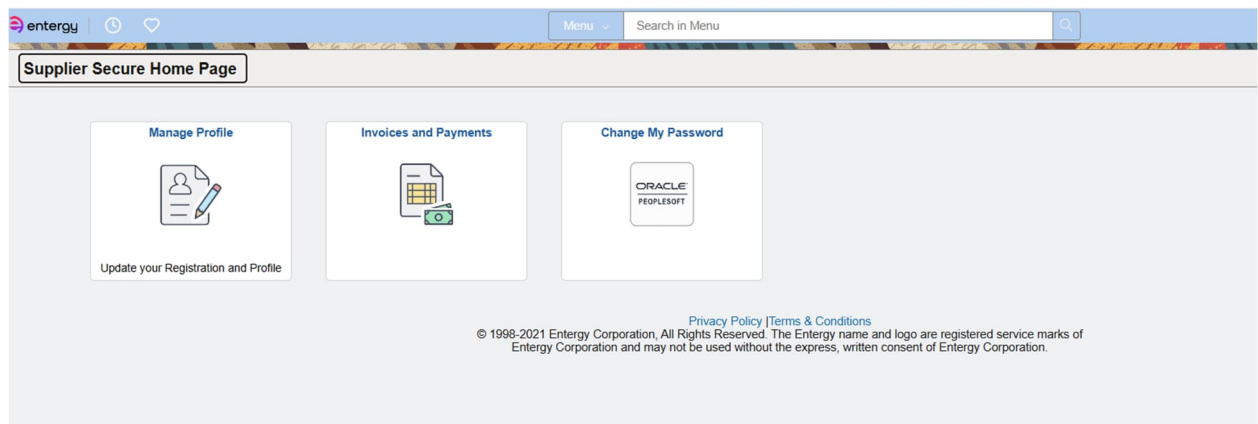 entergy
Menu
Search in Menu
Supplier Secure Home Page
Manage Profile
Invoices and Payments
Change My Password
ORACLE
PEOPLESOFT
Update your Registration and Profile
Privacy Policy |Terms & Conditions
© 1998-2021 Entergy Corporation, All Rights Reserved. The Entergy name and logo are registered service marks of
Entergy Corporation and may not be used without the express, written consent of Entergy Corporation.